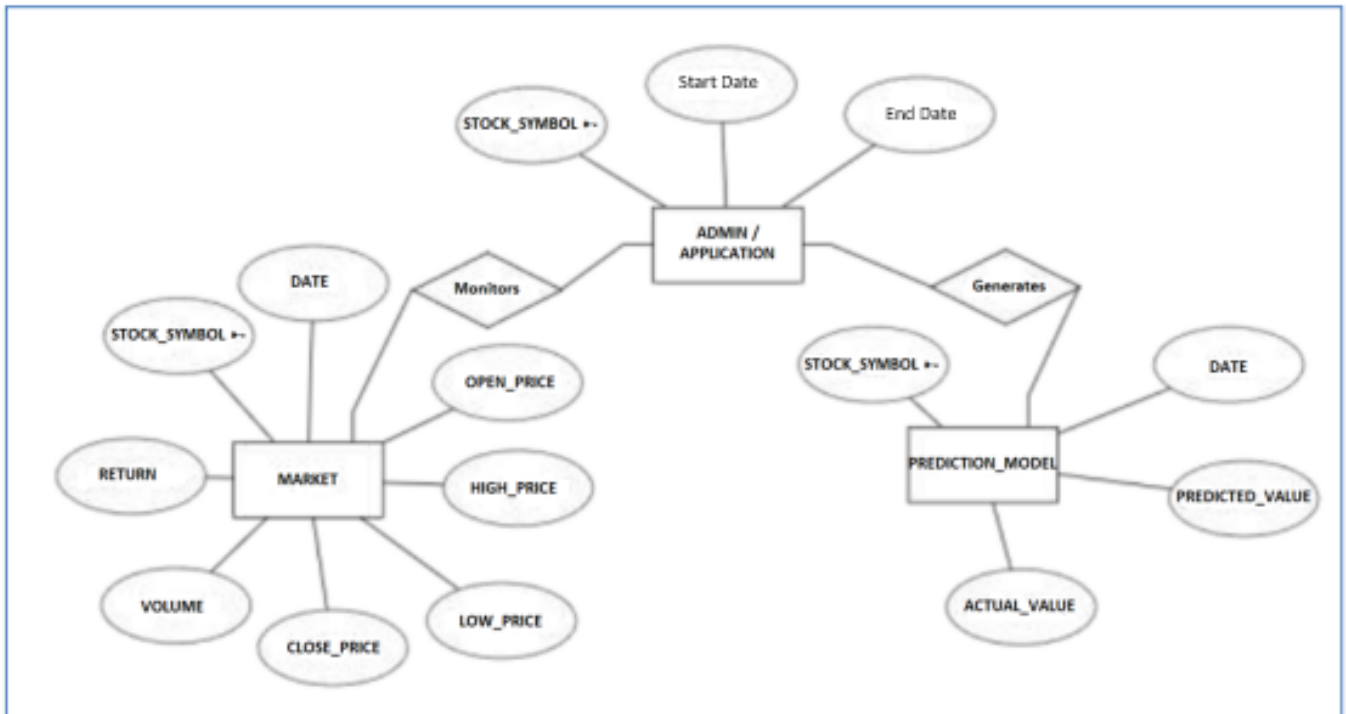 Start Date
End Date
STOCK_SYMBOL
ADMIN /
APPLICATION
Monitors
Generates
DATE
STOCK_SYMBOL
OPEN_PRICE
RETURN
MARKET
HIGH_PRICE
VOLUME
CLOSE_PRICE
LOW_PRICE
STOCK_SYMBOL
DATE
PREDICTION_MODEL
PREDICTED_VALUE
ACTUAL_VALUE